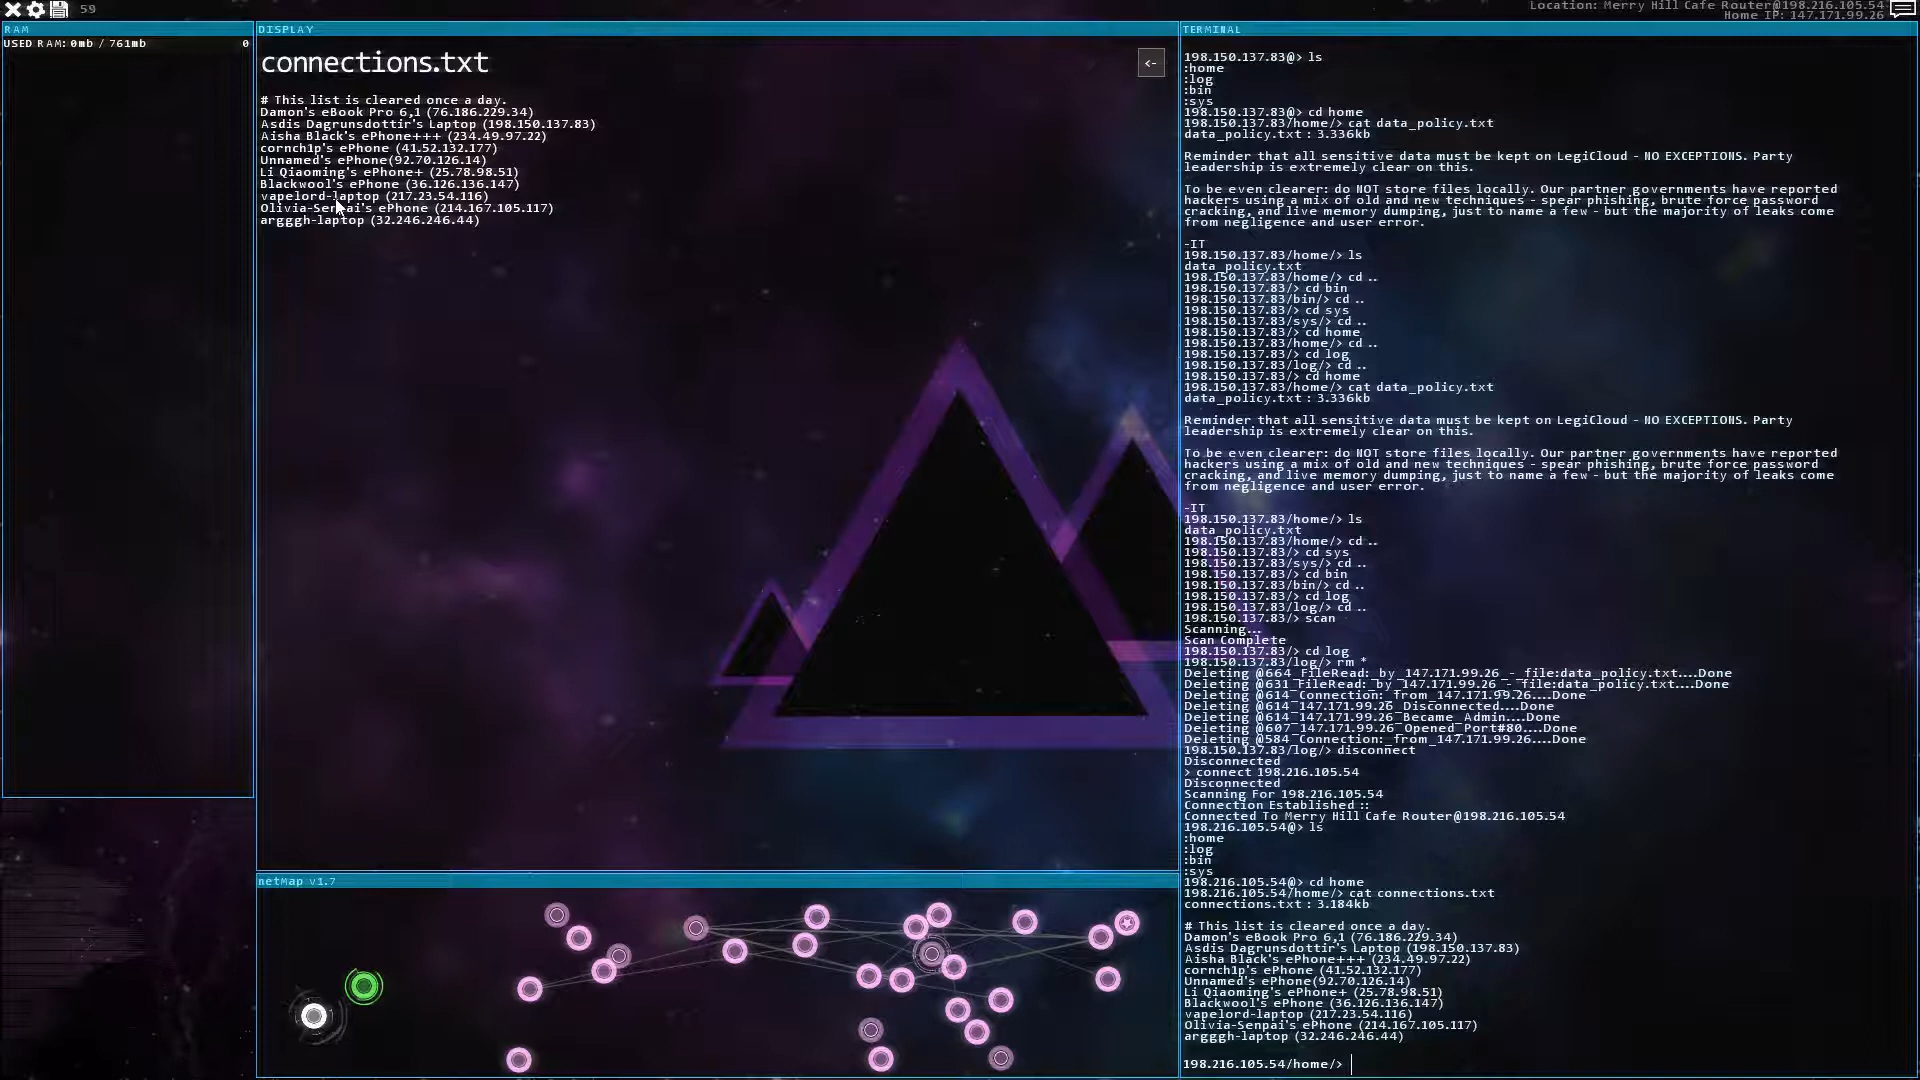 59
Location: Merry Hill Cafe Router@198.216.105.54
Home IP: 147.171.99.26
RAM
USED RAM: 0mb / 761mb 0
DISPLAY
connections.txt
<-
# This list is cleared once a day.
Damon's eBook Pro 6,1 (76.186.229.34)
Asdis Dagrunsdottir's Laptop (198.150.137.83)
Aisha Black's ePhone+++ (234.49.97.22)
cornch1p's ePhone (41.52.132.177)
Unnamed's ePhone(92.70.126.14)
Li Qiaoming's ePhone+ (25.78.98.51)
Blackwool's ePhone (36.126.136.147)
vapelord-laptop (217.23.54.116)
Olivia-Senpai's ePhone (214.167.105.117)
argggh-laptop (32.246.246.44)
netMap v1.7
TERMINAL
198.150.137.83@> ls
:home
:log
:bin
:sys
198.150.137.83@> cd home
198.150.137.83/home/> cat data_policy.txt
data_policy.txt : 3.336kb
Reminder that all sensitive data must be kept on LegiCloud - NO EXCEPTIONS. Party
leadership is extremely clear on this.
To be even clearer: do NOT store files locally. Our partner governments have reported
hackers using a mix of old and new techniques - spear phishing, brute force password
cracking, and live memory dumping, just to name a few - but the majority of leaks come
from negligence and user error.
-IT
198.150.137.83/home/> ls
data_policy.txt
198.150.137.83/home/> cd ..
198.150.137.83/> cd bin
198.150.137.83/bin/> cd ..
198.150.137.83/> cd sys
198.150.137.83/sys/> cd ..
198.150.137.83/> cd home
198.150.137.83/home/> cd ..
198.150.137.83/> cd log
198.150.137.83/log/> cd ..
198.150.137.83/> cd home
198.150.137.83/home/> cat data_policy.txt
data_policy.txt : 3.336kb
Reminder that all sensitive data must be kept on LegiCloud - NO EXCEPTIONS. Party
leadership is extremely clear on this.
To be even clearer: do NOT store files locally. Our partner governments have reported
hackers using a mix of old and new techniques - spear phishing, brute force password
cracking, and live memory dumping, just to name a few - but the majority of leaks come
from negligence and user error.
-IT
198.150.137.83/home/> ls
data_policy.txt
198.150.137.83/home/> cd ..
198.150.137.83/> cd sys
198.150.137.83/sys/> cd ..
198.150.137.83/> cd bin
198.150.137.83/bin/> cd ..
198.150.137.83/> cd log
198.150.137.83/log/> cd ..
198.150.137.83/> scan
Scanning...
Scan Complete
198.150.137.83/> cd log
198.150.137.83/log/> rm *
Deleting @664_FileRead:_by_147.171.99.26_-_file:data_policy.txt....Done
Deleting @631_FileRead:_by_147.171.99.26_-_file:data_policy.txt....Done
Deleting @614_Connection:_from_147.171.99.26....Done
Deleting @614_147.171.99.26_Disconnected....Done
Deleting @614_147.171.99.26_Became_Admin....Done
Deleting @607_147.171.99.26_Opened_Port#80....Done
Deleting @584_Connection:_from_147.171.99.26....Done
198.150.137.83/log/> disconnect
Disconnected
> connect 198.216.105.54
Disconnected
Scanning For 198.216.105.54
Connection Established ::
Connected To Merry Hill Cafe Router@198.216.105.54
198.216.105.54@> ls
:home
:log
:bin
:sys
198.216.105.54@> cd home
198.216.105.54/home/> cat connections.txt
connections.txt : 3.184kb
# This list is cleared once a day.
Damon's eBook Pro 6,1 (76.186.229.34)
Asdis Dagrunsdottir's Laptop (198.150.137.83)
Aisha Black's ePhone+++ (234.49.97.22)
cornch1p's ePhone (41.52.132.177)
Unnamed's ePhone(92.70.126.14)
Li Qiaoming's ePhone+ (25.78.98.51)
Blackwool's ePhone (36.126.136.147)
vapelord-laptop (217.23.54.116)
Olivia-Senpai's ePhone (214.167.105.117)
argggh-laptop (32.246.246.44)
198.216.105.54/home/>